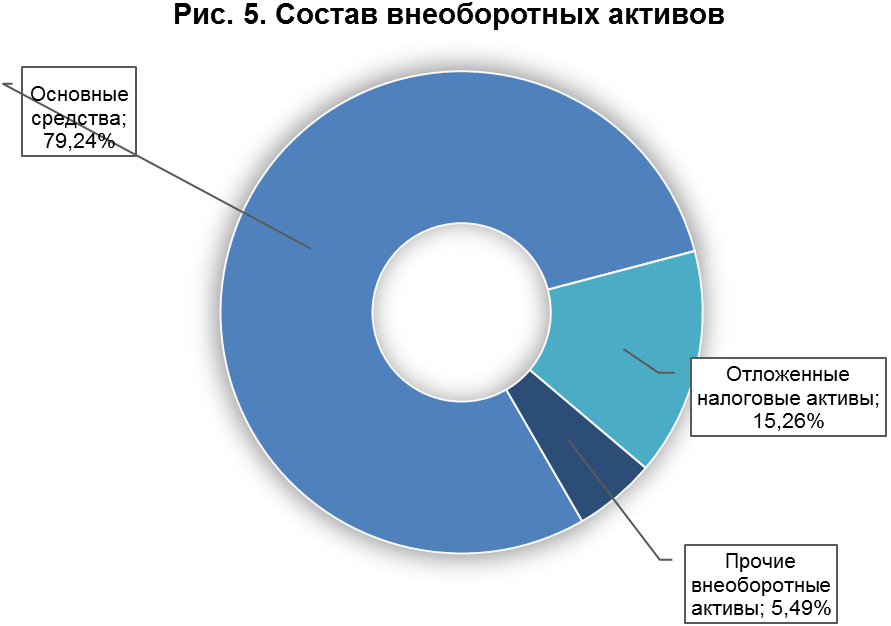 Рис. 5. Состав внеоборотных активов
Основные
средства;
79,24%
Отложенные
налоговые активы;
15,26%
Прочие
внеоборотные
активы; 5,49%